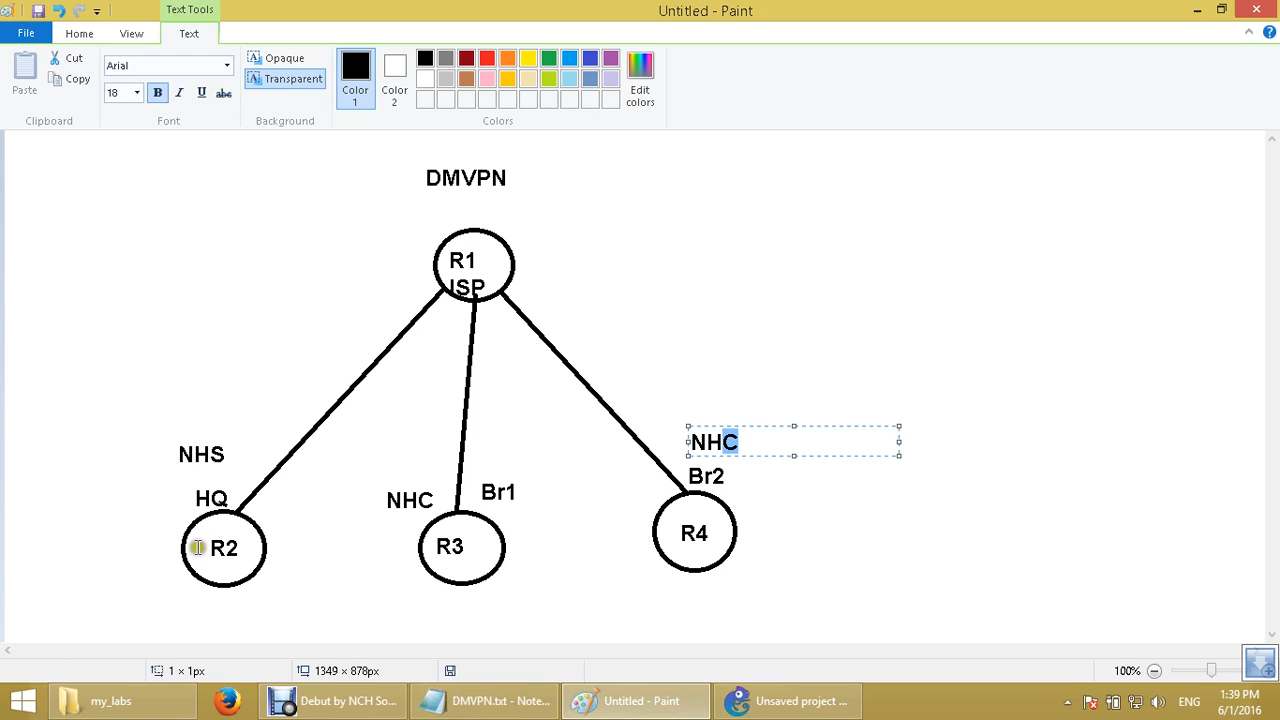 Text Tools
Untitled - Paint
File
Home
View
Text
Paste
Cut
Copy
Clipboard
Arial
18
B
I
U
abc
Font
Opaque
Transparent
Background
Color 1
Color 2
Edit colors
Colors
DMVPN
R1
ISP
NHS
HQ
R2
NHC
Br1
R3
NHC
Br2
R4
1 × 1px
1349 × 878px
100%
my_labs
Debut by NCH So...
DMVPN.txt - Note...
Untitled - Paint
Unsaved project ...
ENG
1:39 PM
6/1/2016